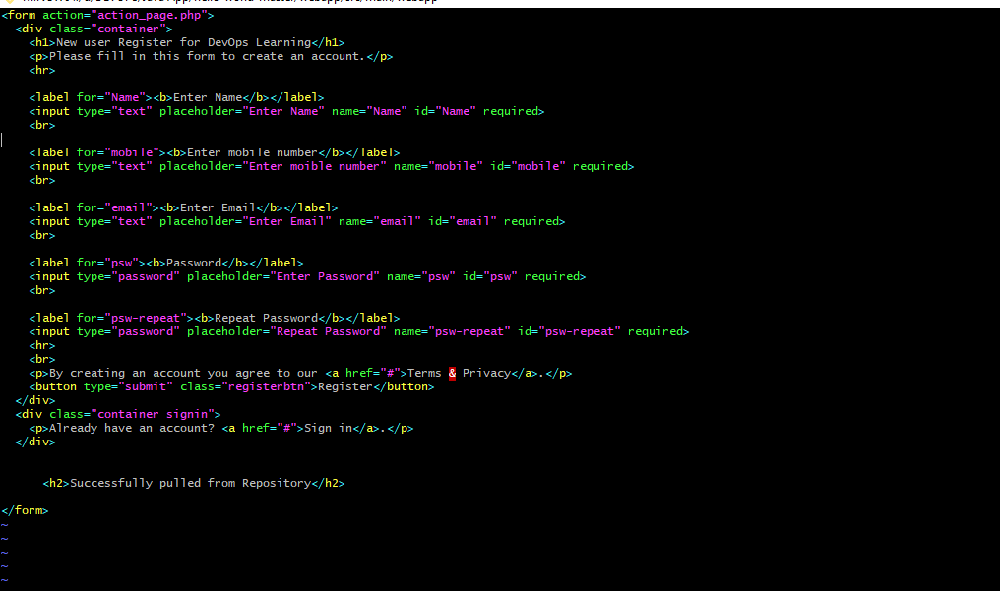 <form action="action_page.php">
<div class="container">
<h1>New user Register for DevOps Learning</h1>
<p>Please fill in this form to create an account.</p>
<hr>
<label for="Name"><b>Enter Name</b></label>
<input type="text" placeholder="Enter Name" name="Name" id="Name" required>
<br>
<label for="mobile"><b>Enter mobile number</b></label>
<input type="text" placeholder="Enter moible number" name="mobile" id="mobile" required>
<br>
<label for="email"><b>Enter Email</b></label>
<input type="text" placeholder="Enter Email" name="email" id="email" required>
<br>
<label for="psw"><b>Password</b></label>
<input type="password" placeholder="Enter Password" name="psw" id="psw" required>
<br>
<label for="psw-repeat"><b>Repeat Password</b></label>
<input type="password" placeholder="Repeat Password" name="psw-repeat" id="psw-repeat" required>
<hr>
<br>
<p>By creating an account you agree to our <a href="#">Terms & Privacy</a>.</p>
<button type="submit" class="registerbtn">Register</button>
</div>
<div class="container signin">
<p>Already have an account? <a href="#">Sign in</a>.</p>
</div>
<h2>Successfully pulled from Repository</h2>
</form>
~
~
~
~
~